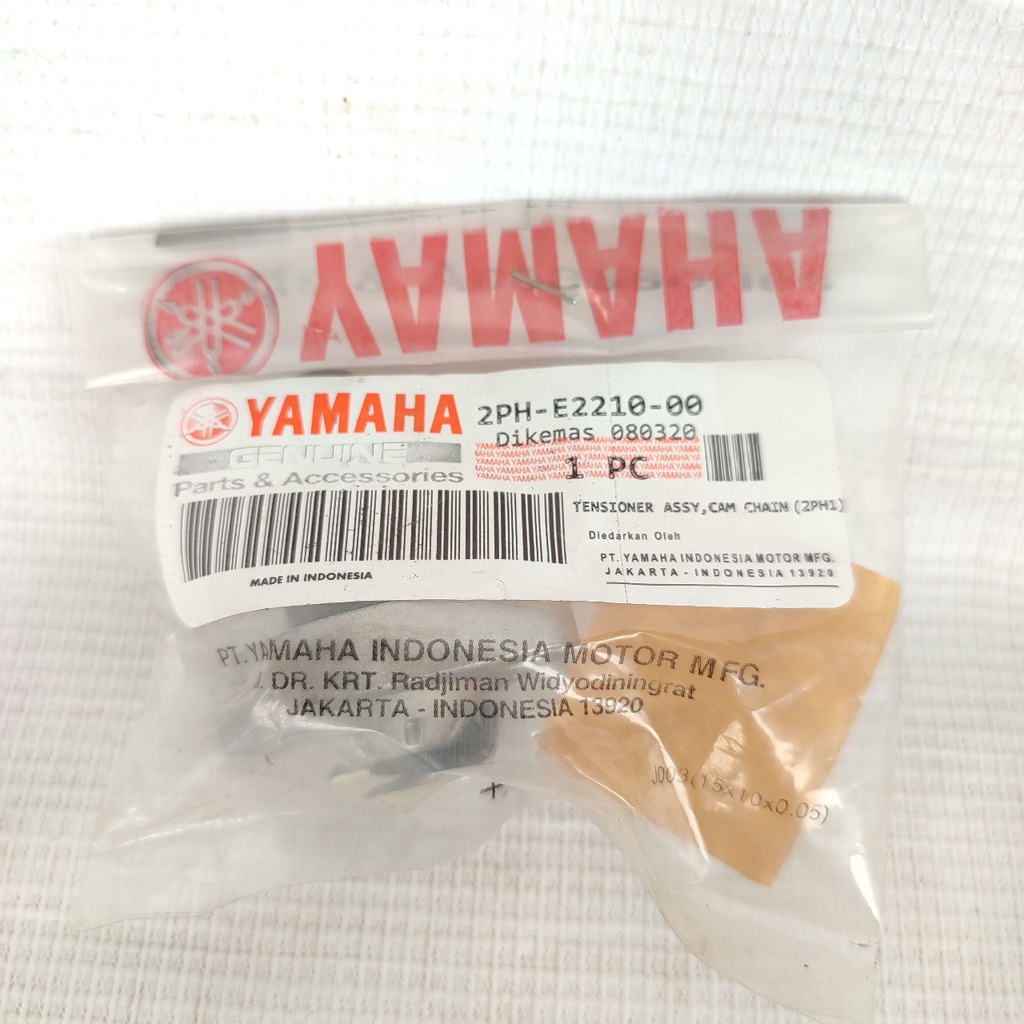 YAMAHA
YAMAHA
GENUINE
Parts & Accessories
2PH-E2210-00
Dikemas 080320
1 PC
TENSIONER ASSY,CAM CHAIN (2PH1)
Diedarkan Oleh
PT. YAMAHA INDONESIA MOTOR MFG.
JAKARTA - INDONESIA 13920
MADE IN INDONESIA
PT. YAMAHA INDONESIA MOTOR MFG.
DR. KRT. Radjiman Widyodiningrat
JAKARTA - INDONESIA 13920
J003(15x10x0.05)